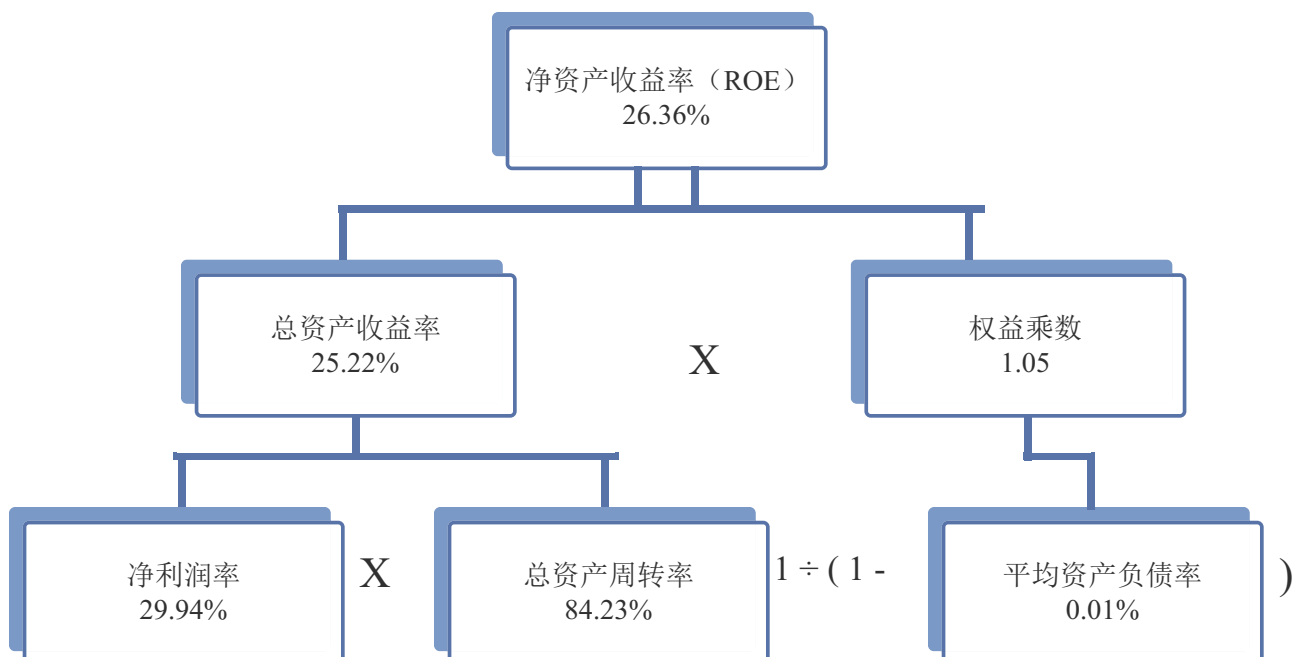 净资产收益率（ROE）
26.36%
总资产收益率
25.22%
X
权益乘数
1.05
净利润率
29.94%
X
总资产周转率
84.23%
1 ÷ ( 1 -
平均资产负债率
0.01%
)